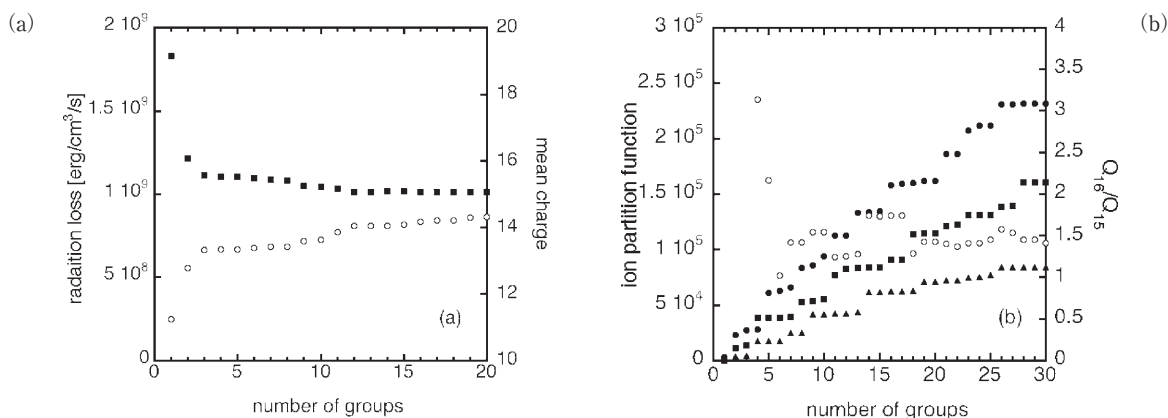 (a)
2 10⁹
1.5 10⁹
1 10⁹
5 10⁸
0
radaition loss [erg/cm³/s]
20
18
16
14
12
10
mean charge
(a)
0 5 10 15 20
number of groups
(b)
3 10⁵
2.5 10⁵
2 10⁵
1.5 10⁵
1 10⁵
5 10⁴
0
ion partition function
4
3.5
3
2.5
2
1.5
1
0.5
0
Q₁₆/Q₁₅
(b)
0 5 10 15 20 25 30
number of groups